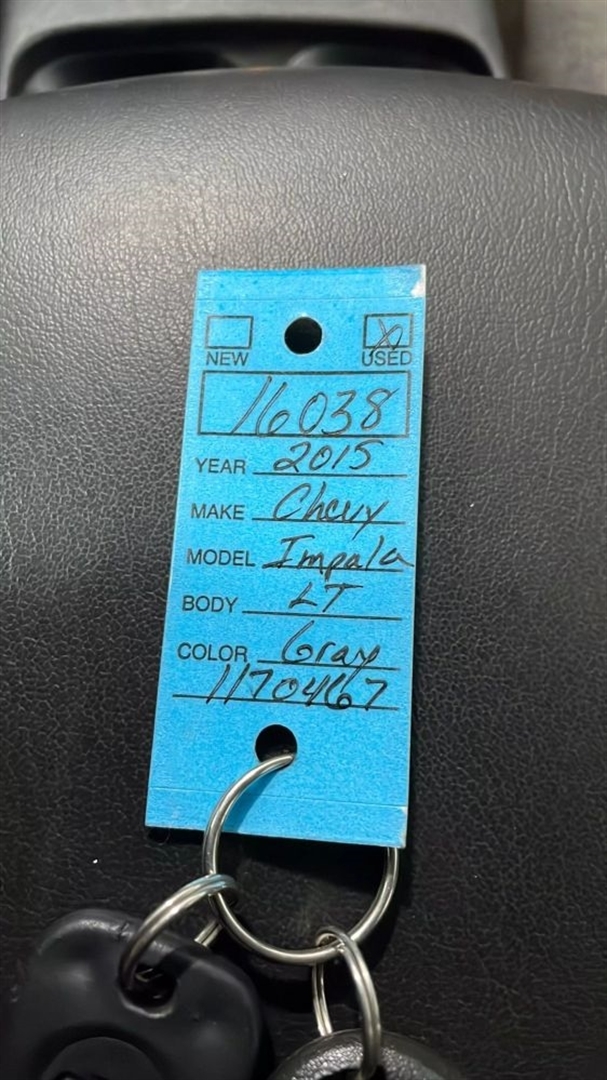 NEW X USED
16038
YEAR 2015
MAKE Chevy
MODEL Impala
BODY LT
COLOR Gray
1170467